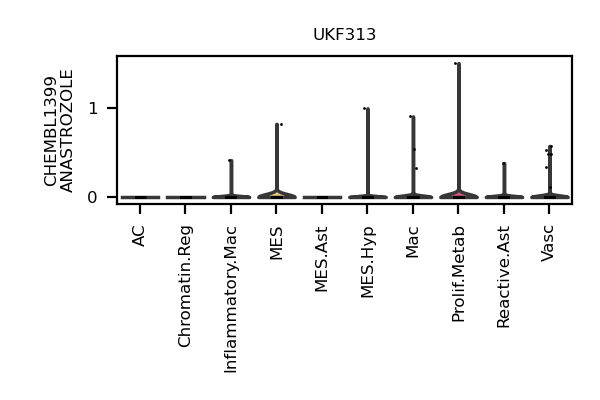 UKF313
CHEMBL1399
ANASTROZOLE
1
0
AC
Chromatin.Reg
Inflammatory.Mac
MES
MES.Ast
MES.Hyp
Mac
Prolif.Metab
Reactive.Ast
Vasc